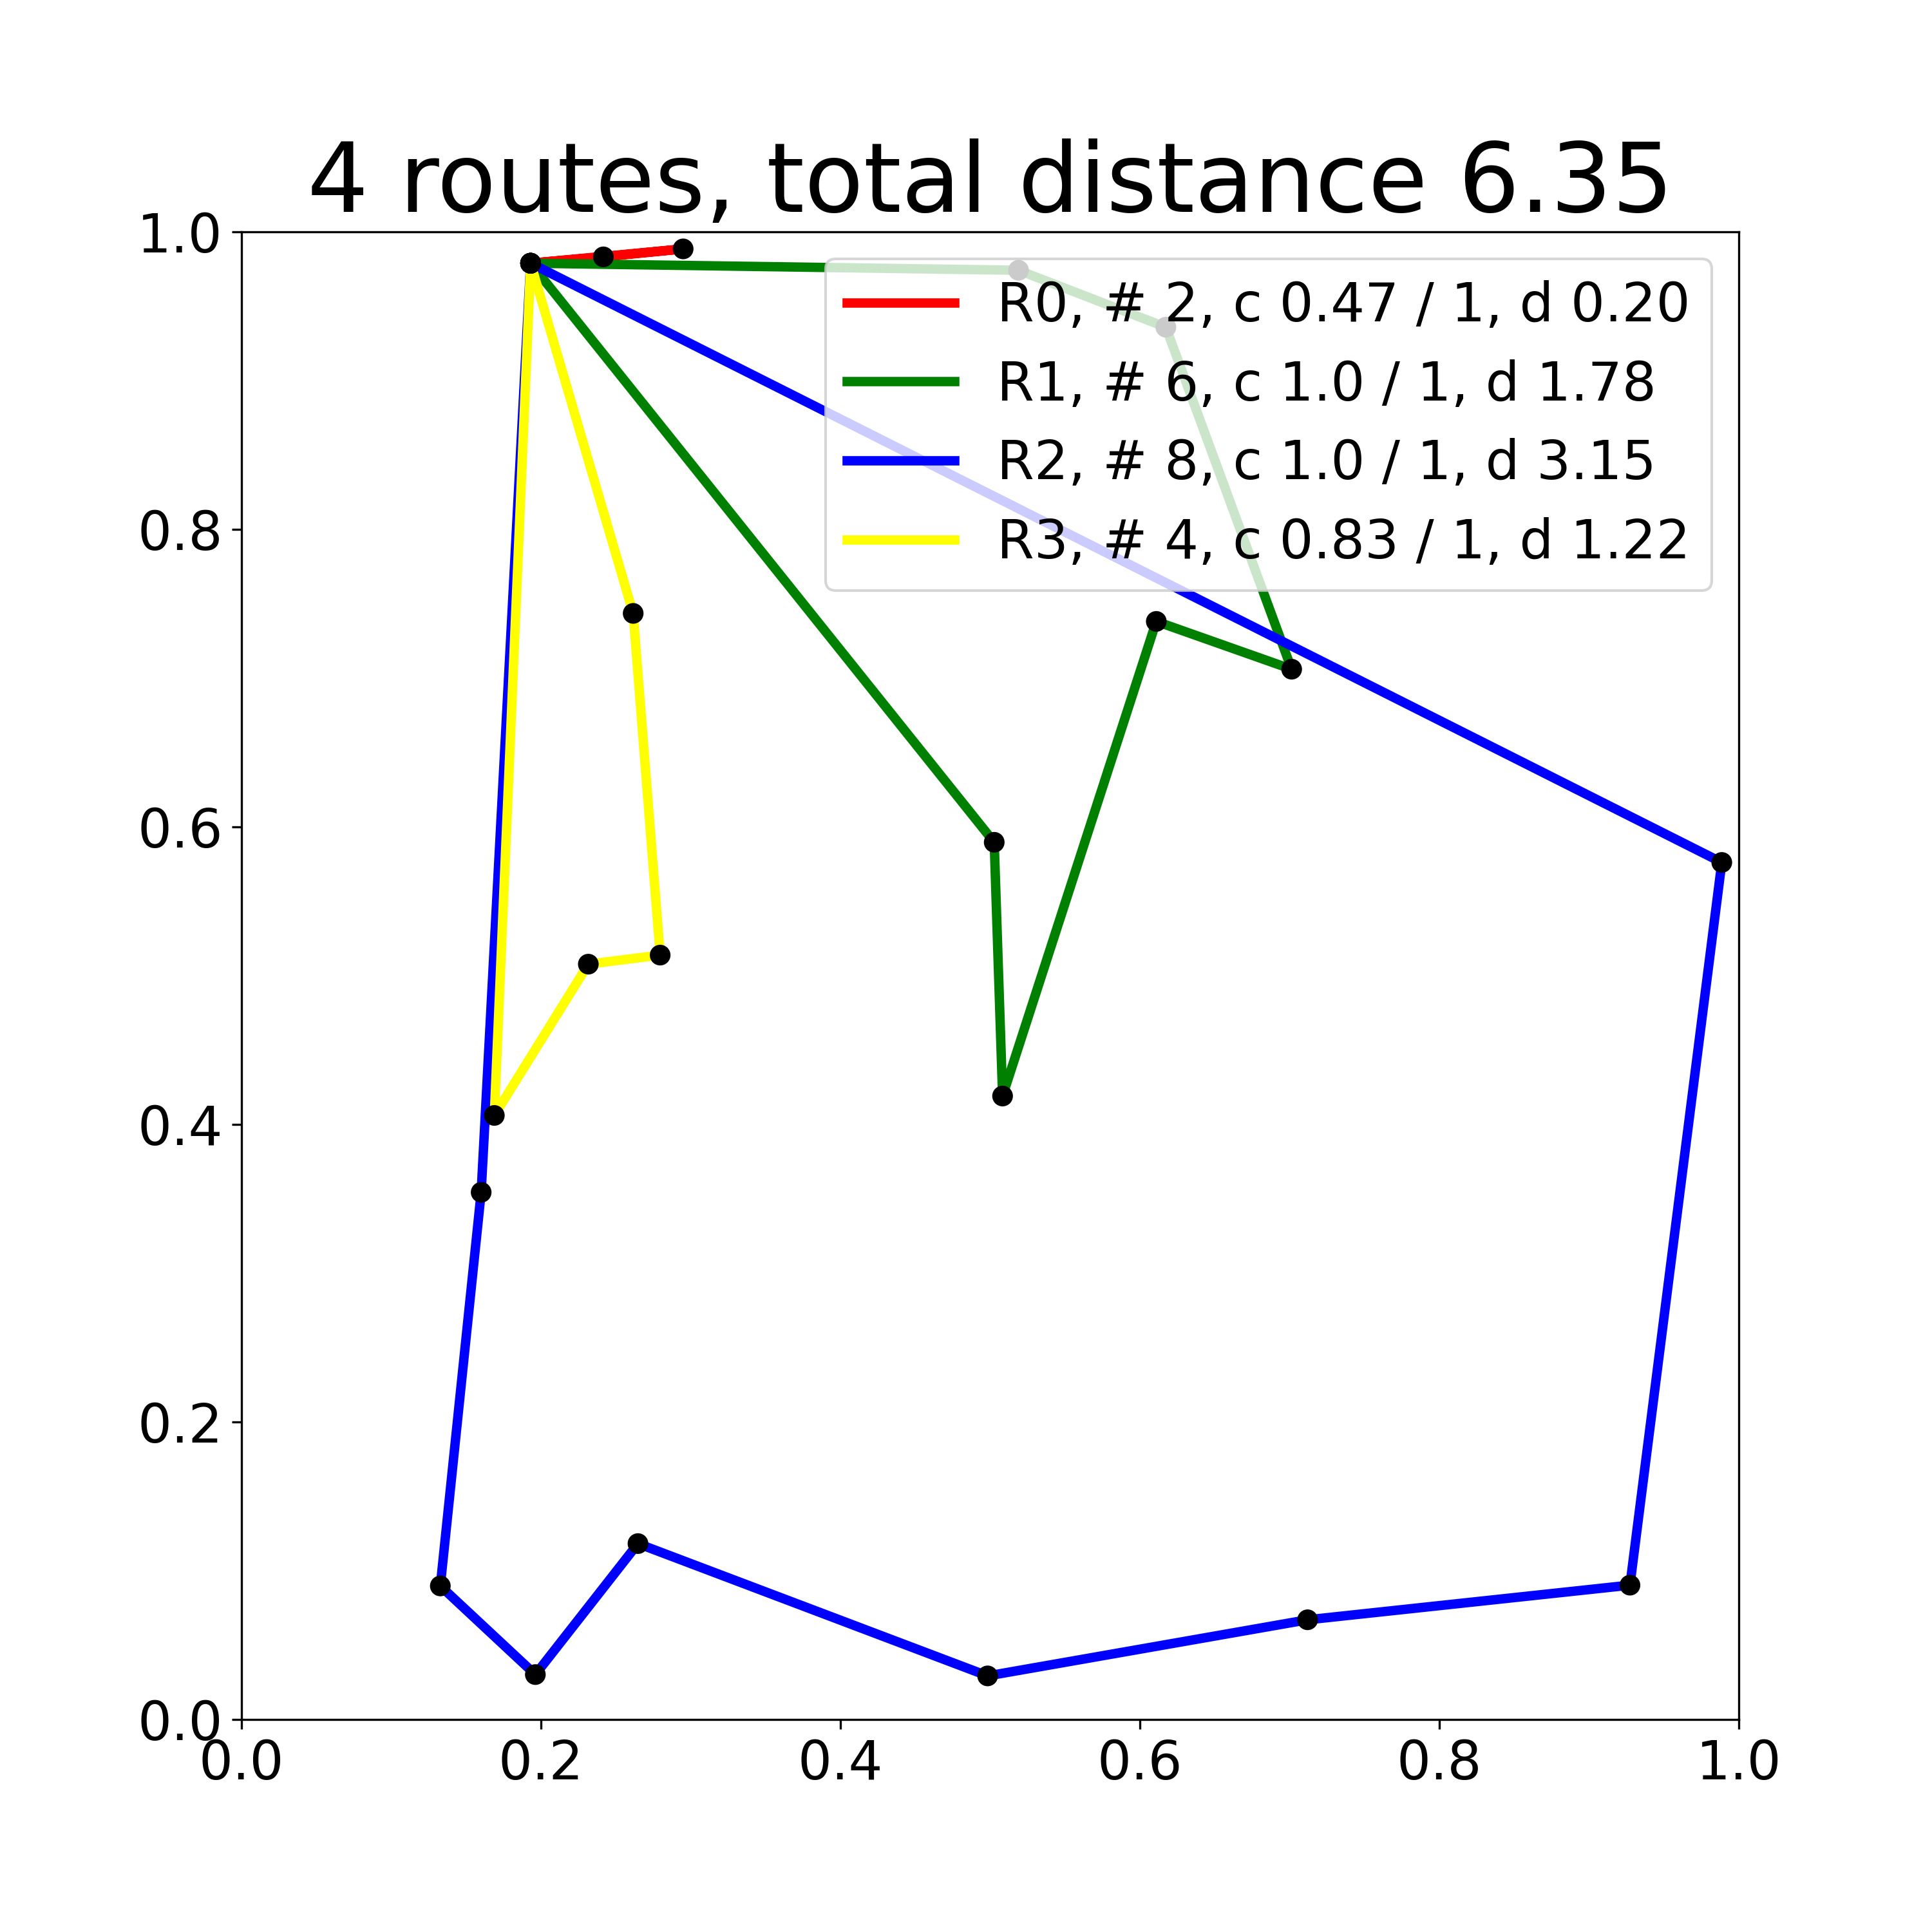 4 routes, total distance 6.35
1.0
R0, # 2, c 0.47 / 1, d 0.20
R1, # 6, c 1.0 / 1, d 1.78
R2, # 8, c 1.0 / 1, d 3.15
R3, # 4, c 0.83 / 1, d 1.22
0.8
0.6
0.4
0.2
0.0
0.0 0.2 0.4 0.6 0.8 1.0